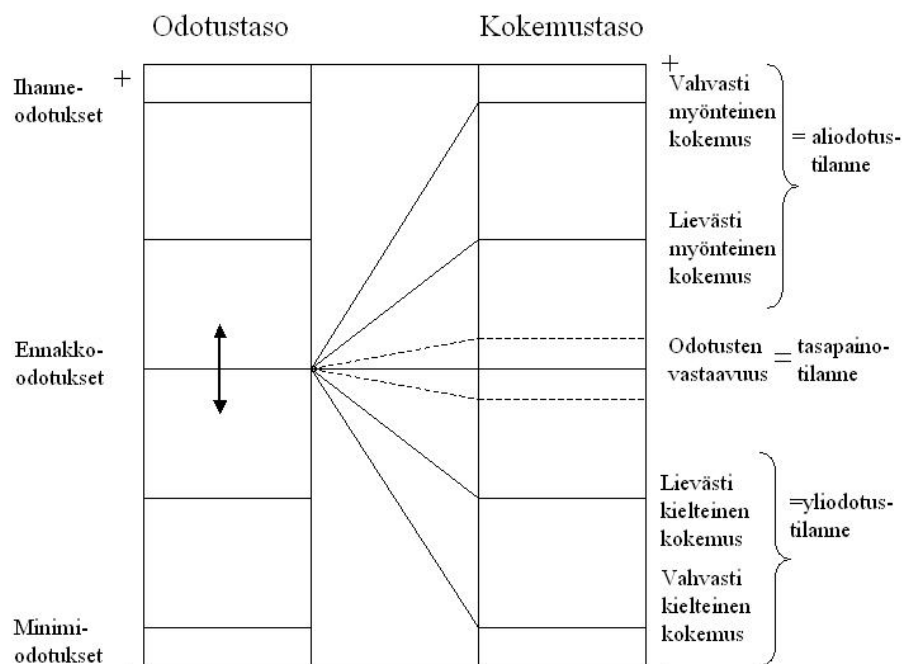 Odotustaso
Kokemustaso
+
Ihanne-
odotukset
Ennakko-
odotukset
Minimi-
odotukset
-
+
Vahvasti
myönteinen
kokemus
Lievästi
myönteinen
kokemus
= aliodotus-
tilanne
Odotusten
vastaavuus
= tasapaino-
tilanne
Lievästi
kielteinen
kokemus
Vahvasti
kielteinen
kokemus
=yliodotus-
tilanne
-